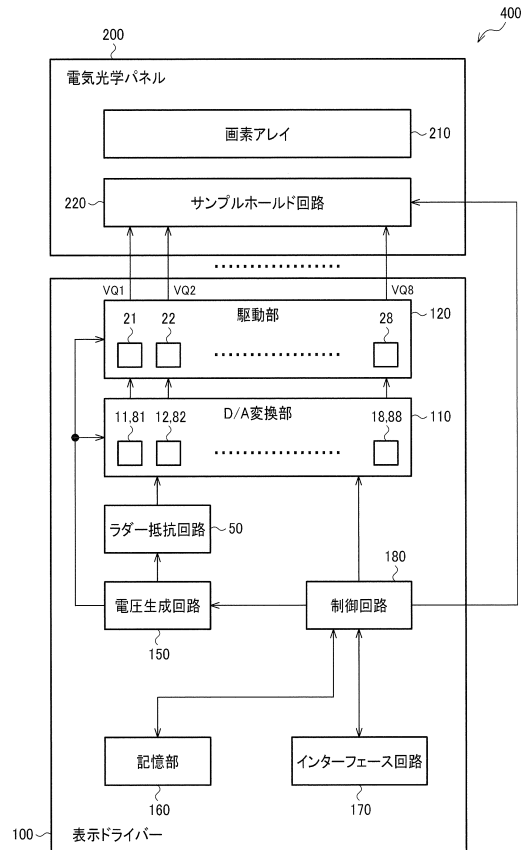 400
200
電気光学パネル
画素アレイ
210
220
サンプルホールド回路
VQ1
VQ2
VQ8
駆動部
120
21
22
28
D/A変換部
110
11,81
12,82
18,88
ラダー抵抗回路
50
電圧生成回路
150
制御回路
180
記憶部
160
インターフェース回路
170
100
表示ドライバー